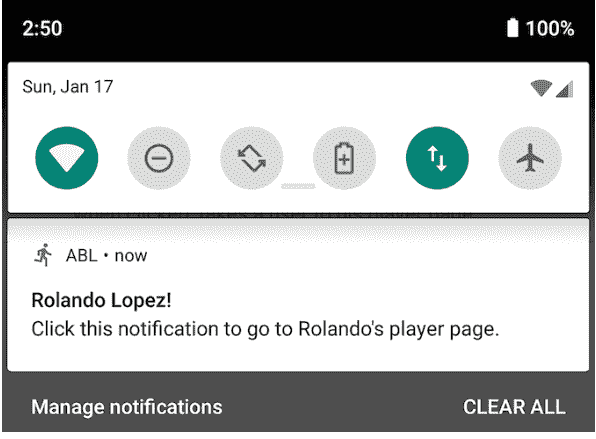 2:50 100%
Sun, Jan 17
ABL • now
Rolando Lopez!
Click this notification to go to Rolando's player page.
Manage notifications CLEAR ALL